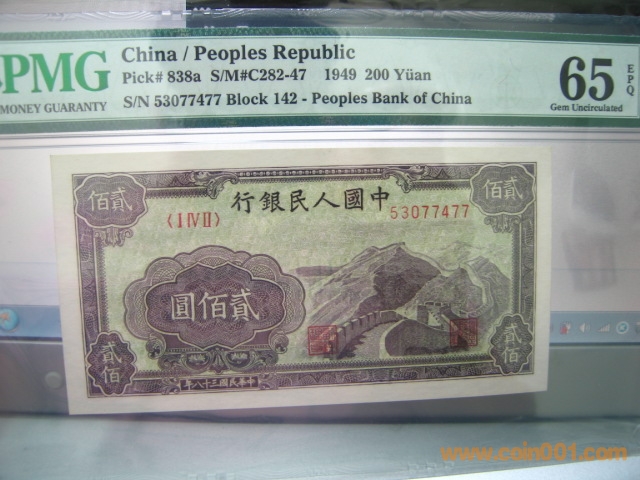 PMG
MONEY GUARANTY
China / Peoples Republic
Pick# 838a S/M#C282-47 1949 200 Yüan
S/N 53077477 Block 142 - Peoples Bank of China
65 EPQ
Gem Uncirculated
佰貳
行銀民人國中
佰貳
〈I IV II〉
53077477
圓佰貳
貳佰
貳佰
年八十三國民華中
www.coin001.com